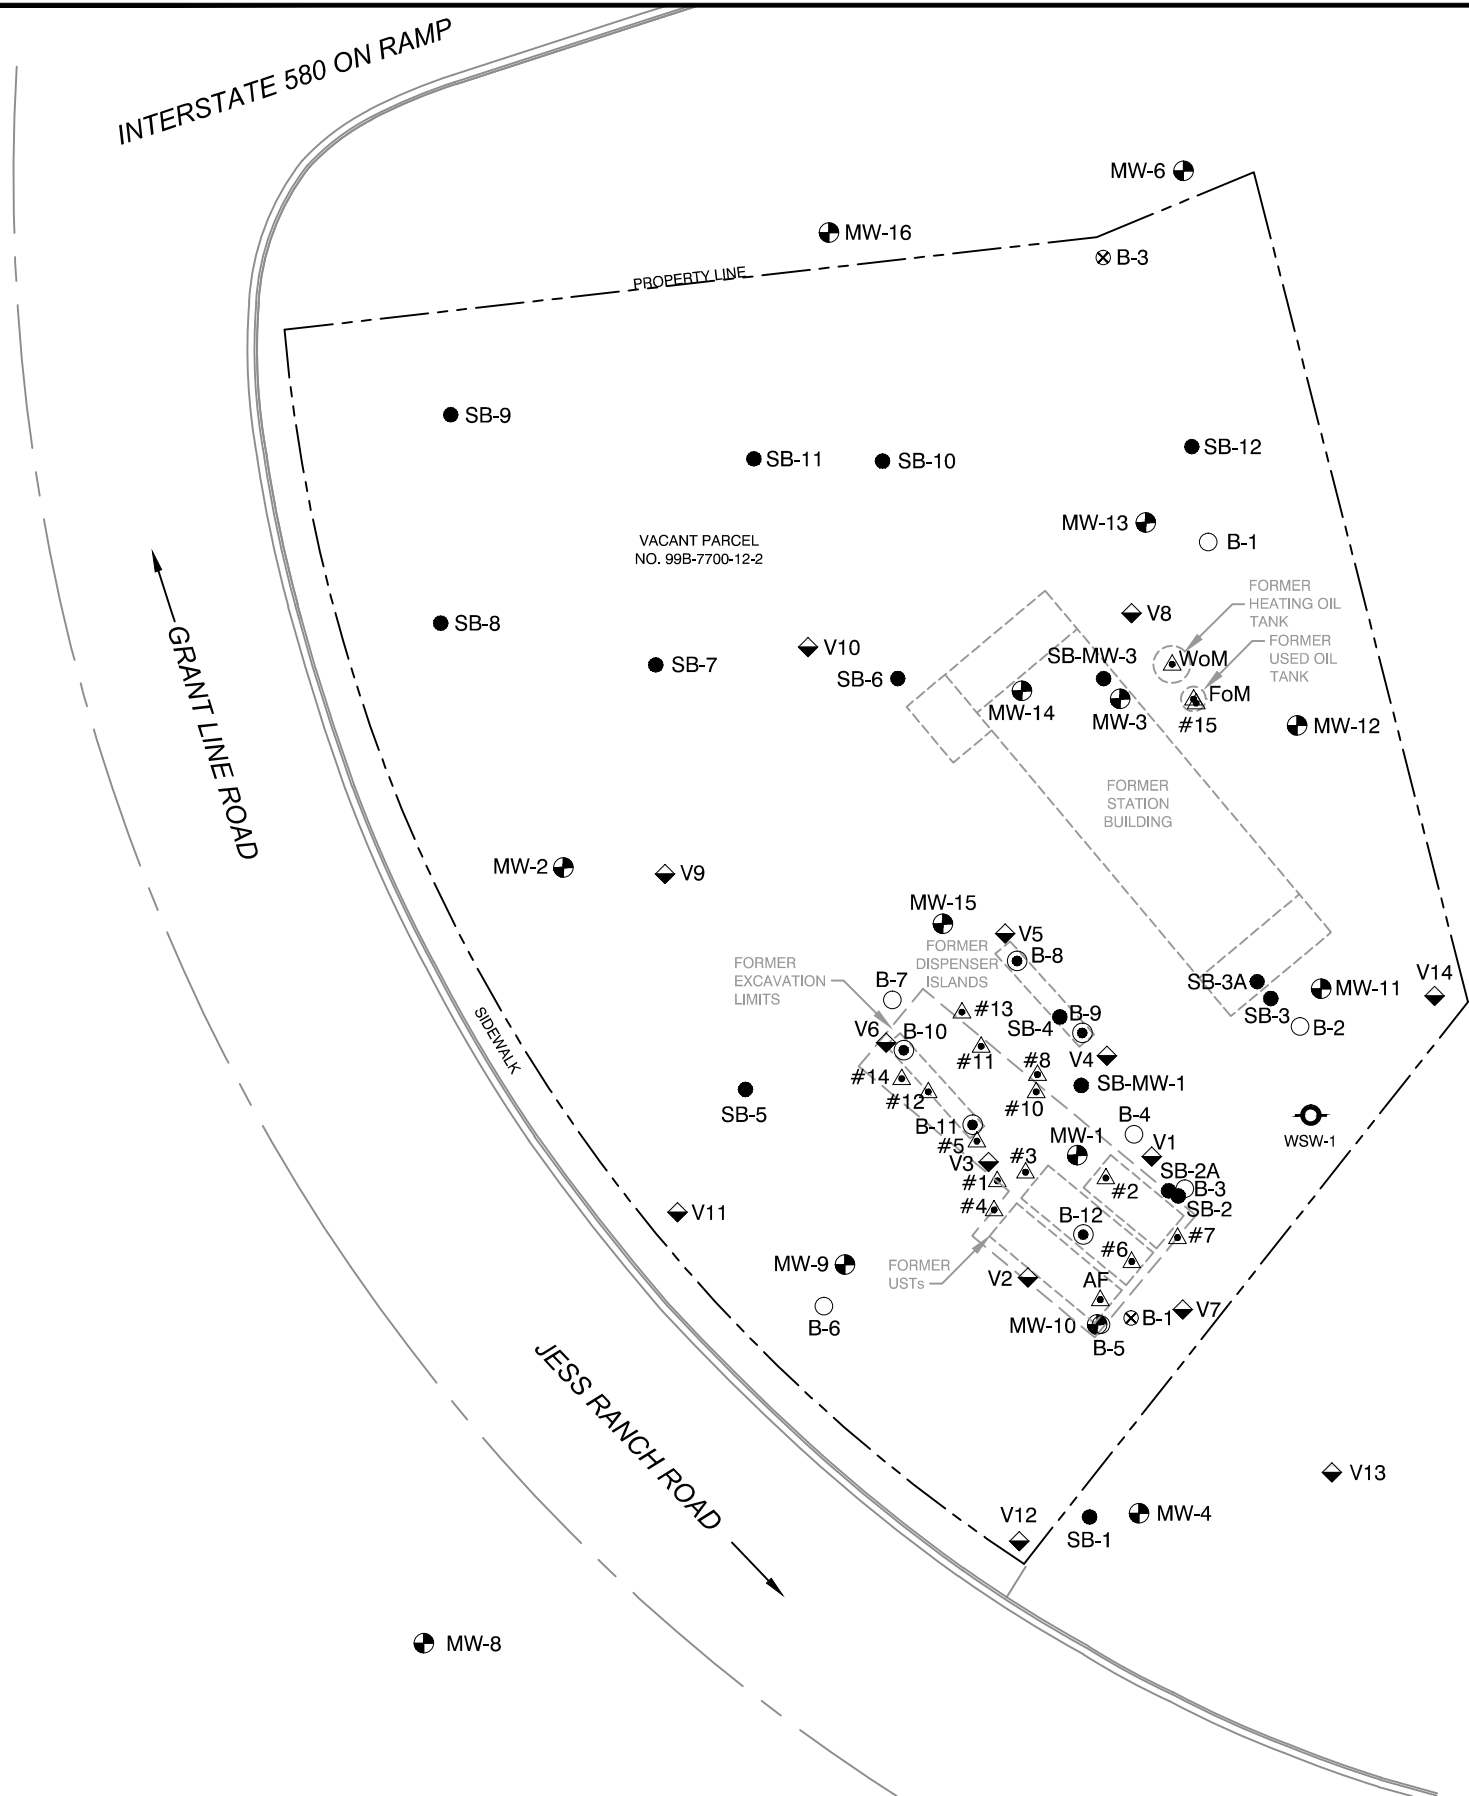 INTERSTATE 580 ON RAMP
MW-6
MW-16
B-3
PROPERTY LINE
SB-9
SB-11
SB-10
SB-12
MW-13
B-1
VACANT PARCEL
NO. 99B-7700-12-2
FORMER
HEATING OIL
TANK
V8
SB-8
V10
FORMER
USED OIL
TANK
SB-7
SB-6
SB-MW-3
WoM
FoM
MW-14
MW-3
#15
MW-12
GRANT LINE ROAD
FORMER
STATION
BUILDING
MW-2
V9
MW-15
V5
FORMER
DISPENSER
ISLANDS
B-8
FORMER
EXCAVATION
LIMITS
B-7
SB-3A
MW-11
V14
SB-3
B-2
#13
B-9
SB-4
SIDEWALK
V6
B-10
#11
V4
#14
#12
#8
#10
SB-MW-1
SB-5
B-11
#5
B-4
WSW-1
MW-1
V1
V3
#3
#1
#2
SB-2A
B-3
SB-2
#4
V11
B-12
#7
#6
MW-9
FORMER
USTs
V2
AF
B-6
MW-10
B-5
B-1
V7
JESS RANCH ROAD
V13
V12
SB-1
MW-4
MW-8